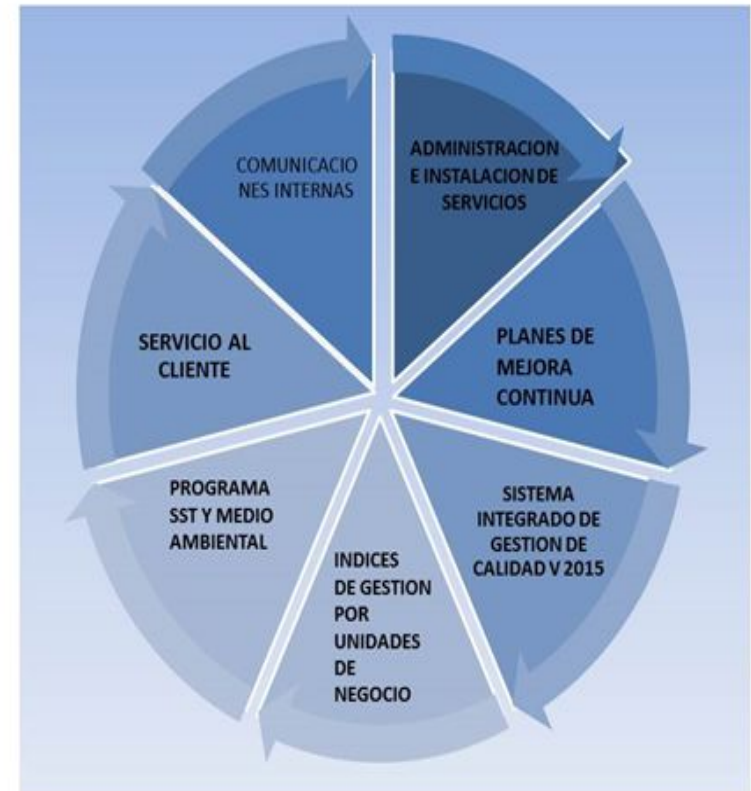 ADMINISTRACION
E INSTALACION DE
SERVICIOS
PLANES DE
MEJORA
CONTINUA
SISTEMA
INTEGRADO DE
GESTION DE
CALIDAD V 2015
INDICES
DE GESTION
POR
UNIDADES
DE
NEGOCIO
PROGRAMA
SST Y MEDIO
AMBIENTAL
SERVICIO AL
CLIENTE
COMUNICACIO
NES INTERNAS